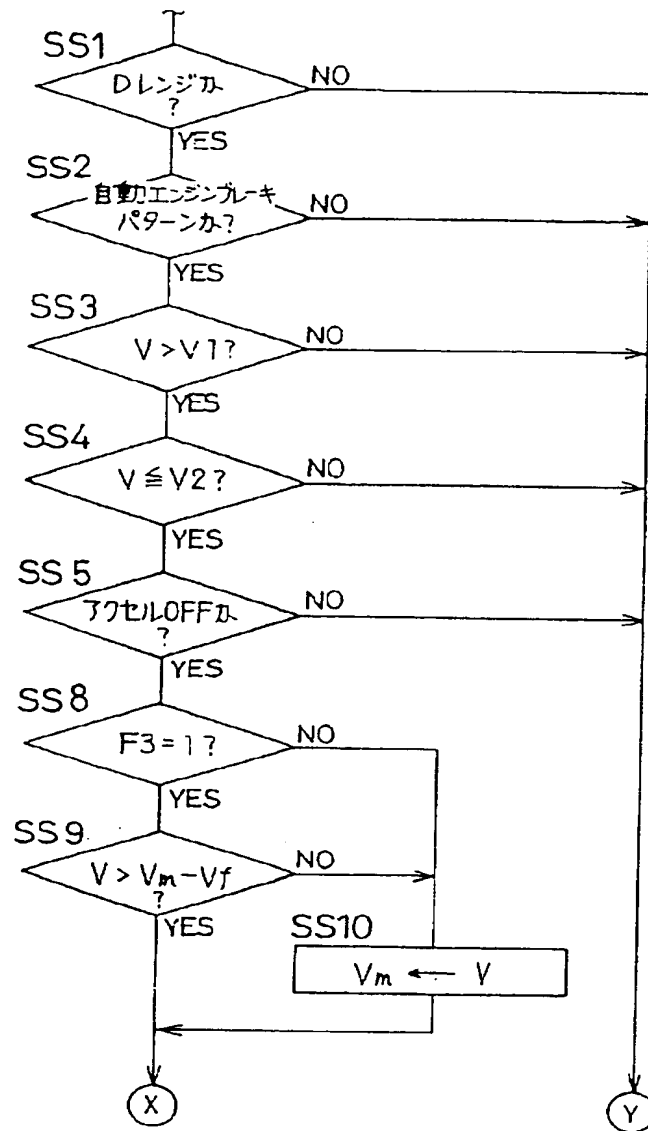 SS1
Dレンジか
?
NO
YES
SS2
自動エンジンブレーキ
パターンか?
NO
YES
SS3
V>V1?
NO
YES
SS4
V≦V2?
NO
YES
SS5
アクセルOFFか
?
NO
YES
SS8
F3=1?
NO
YES
SS9
V>Vm-Vf
?
NO
YES
SS10
Vm ← V
X
Y